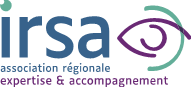 irsa
association régionale
expertise & accompagnement